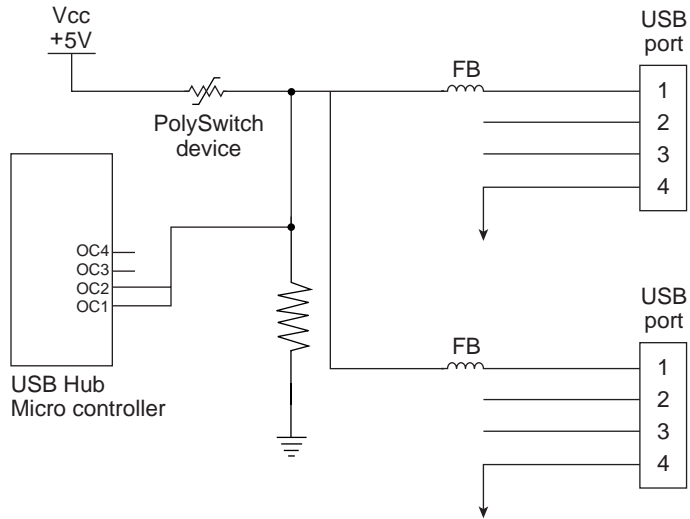 Vcc
+5V
PolySwitch
device
FB
USB
port
1
2
3
4
OC4
OC3
OC2
OC1
USB Hub
Micro controller
FB
USB
port
1
2
3
4